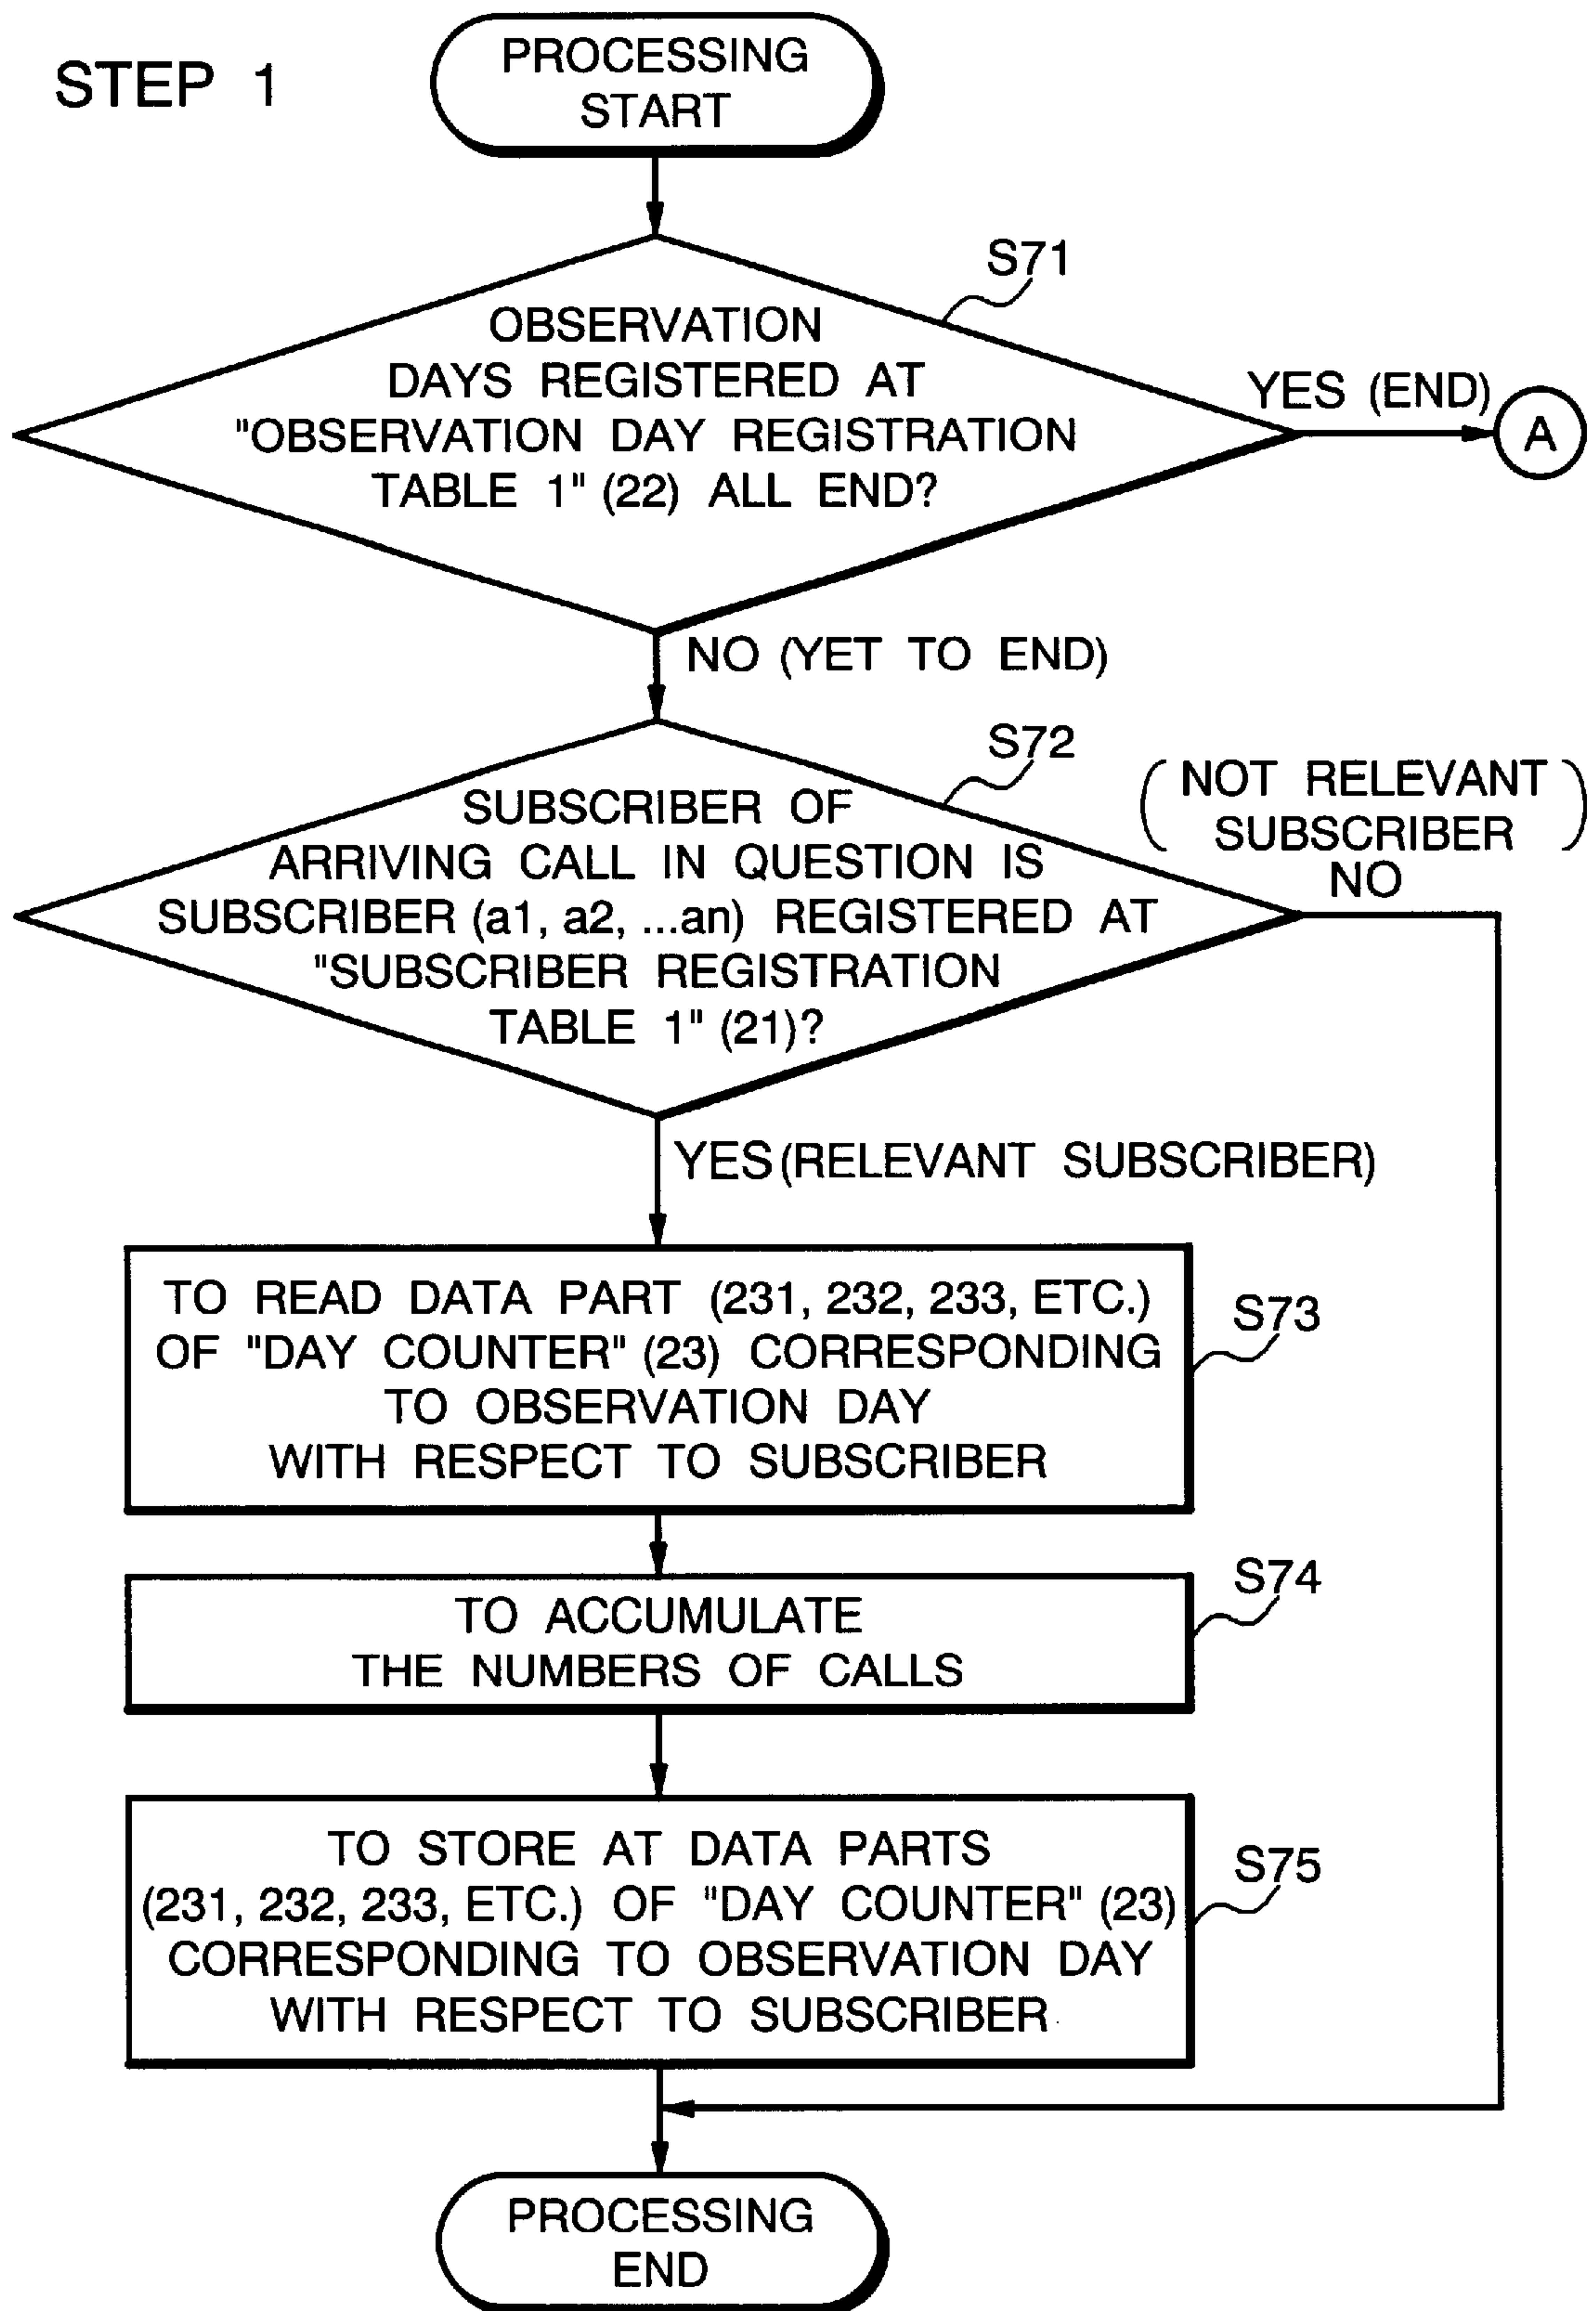 STEP 1
PROCESSING
START
S71
OBSERVATION
DAYS REGISTERED AT
"OBSERVATION DAY REGISTRATION
TABLE 1" (22) ALL END?
YES (END)
A
NO (YET TO END)
S72
(NOT RELEVANT
SUBSCRIBER)
NO
SUBSCRIBER OF
ARRIVING CALL IN QUESTION IS
SUBSCRIBER (a1, a2, ...an) REGISTERED AT
"SUBSCRIBER REGISTRATION
TABLE 1" (21)?
YES (RELEVANT SUBSCRIBER)
TO READ DATA PART (231, 232, 233, ETC.)
OF "DAY COUNTER" (23) CORRESPONDING
TO OBSERVATION DAY
WITH RESPECT TO SUBSCRIBER
S73
TO ACCUMULATE
THE NUMBERS OF CALLS
S74
TO STORE AT DATA PARTS
(231, 232, 233, ETC.) OF "DAY COUNTER" (23)
CORRESPONDING TO OBSERVATION DAY
WITH RESPECT TO SUBSCRIBER
S75
PROCESSING
END